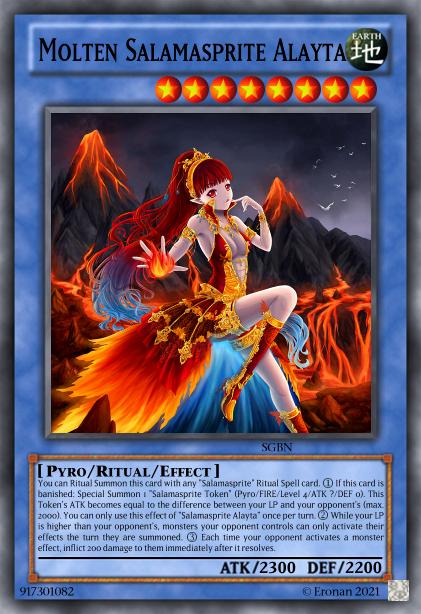 Molten Salamasprite Alayta
EARTH
地
SGBN
[ Pyro/Ritual/Effect ]
You can Ritual Summon this card with any "Salamasprite" Ritual Spell card. ① If this card is
banished: Special Summon 1 "Salamasprite Token" (Pyro/FIRE/Level 4/ATK ?/DEF 0). This
Token's ATK becomes equal to the difference between your LP and your opponent's (max.
2000). You can only use this effect of "Salamasprite Alayta" once per turn. ② While your LP
is higher than your opponent's, monsters your opponent controls can only activate their
effects the turn they are summoned. ③ Each time your opponent activates a monster
effect, inflict 200 damage to them immediately after it resolves.
ATK/2300 DEF/2200
917301082
© Eronan 2021